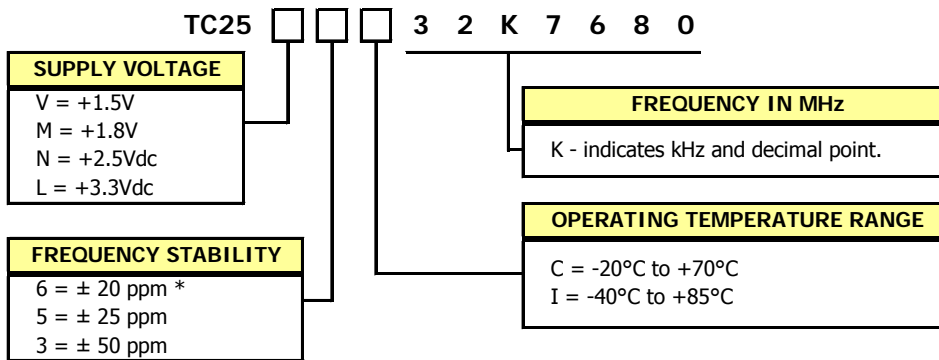 TC25 3 2 K 7 6 8 0
SUPPLY VOLTAGE
V = +1.5V
M = +1.8V
N = +2.5Vdc
L = +3.3Vdc
FREQUENCY STABILITY
6 = ± 20 ppm *
5 = ± 25 ppm
3 = ± 50 ppm
FREQUENCY IN MHz
K - indicates kHz and decimal point.
OPERATING TEMPERATURE RANGE
C = -20°C to +70°C
I = -40°C to +85°C